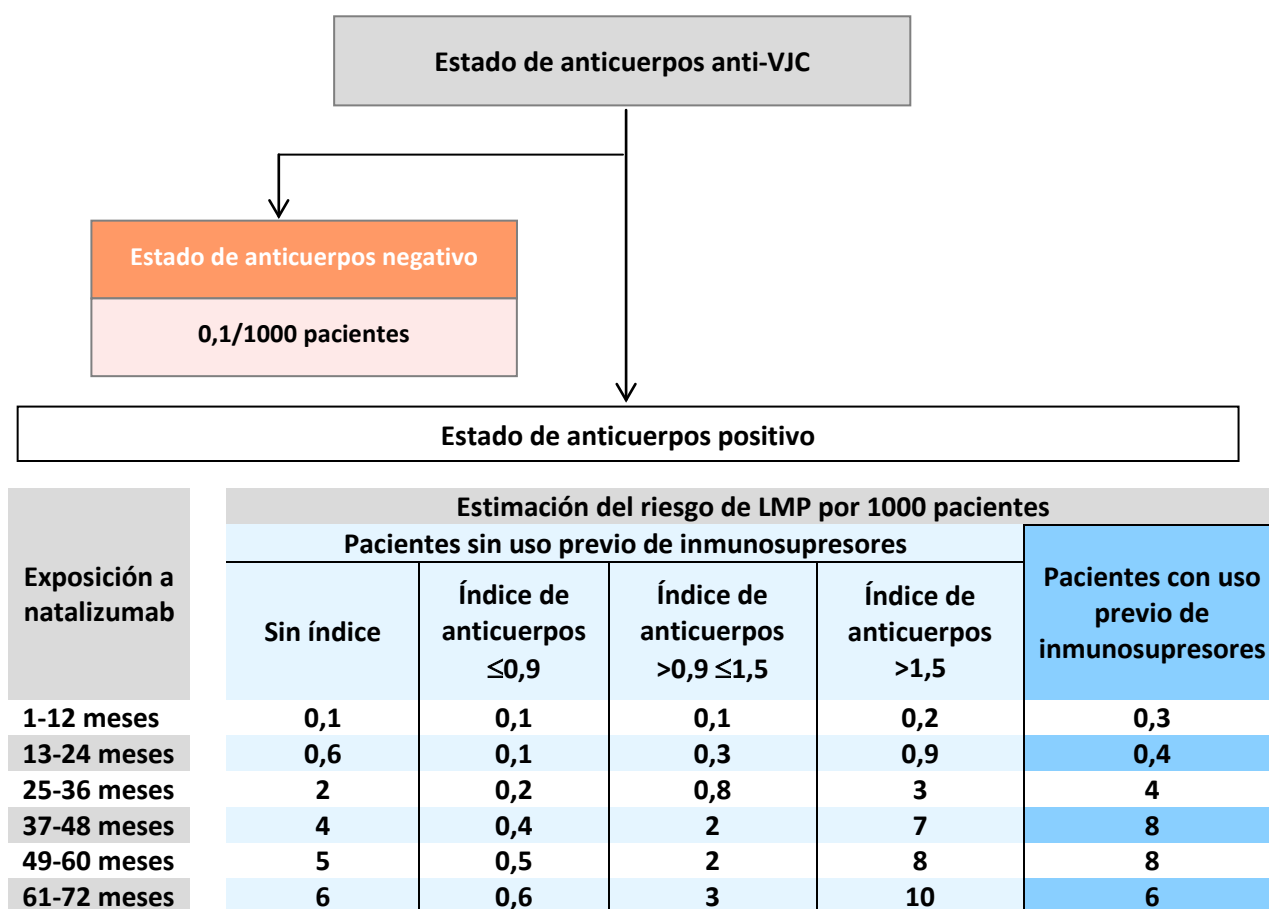 Estado de anticuerpos anti-VJC
Estado de anticuerpos negativo
0,1/1000 pacientes
Estado de anticuerpos positivo
Exposición a
natalizumab
Estimación del riesgo de LMP por 1000 pacientes
Pacientes sin uso previo de inmunosupresores
Pacientes con uso
previo de
inmunosupresores
Sin índice
Índice de
anticuerpos
≤0,9
Índice de
anticuerpos
>0,9 ≤1,5
Índice de
anticuerpos
>1,5
1-12 meses 0,1 0,1 0,1 0,2 0,3
13-24 meses 0,6 0,1 0,3 0,9 0,4
25-36 meses 2 0,2 0,8 3 4
37-48 meses 4 0,4 2 7 8
49-60 meses 5 0,5 2 8 8
61-72 meses 6 0,6 3 10 6